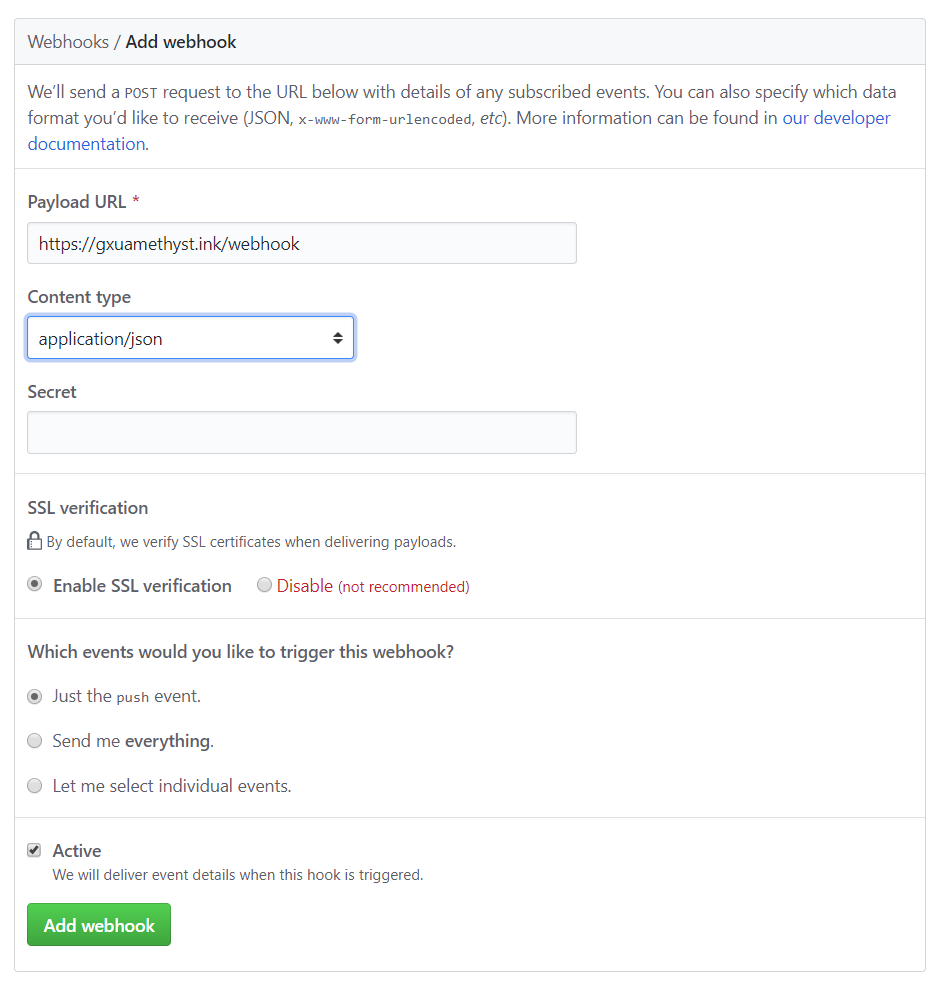 Webhooks / Add webhook
We’ll send a POST request to the URL below with details of any subscribed events. You can also specify which data
format you’d like to receive (JSON, x-www-form-urlencoded, etc). More information can be found in our developer
documentation.
Payload URL *
https://gxuamethyst.ink/webhook
Content type
application/json
Secret
SSL verification
By default, we verify SSL certificates when delivering payloads.
Enable SSL verification Disable (not recommended)
Which events would you like to trigger this webhook?
Just the push event.
Send me everything.
Let me select individual events.
Active
We will deliver event details when this hook is triggered.
Add webhook